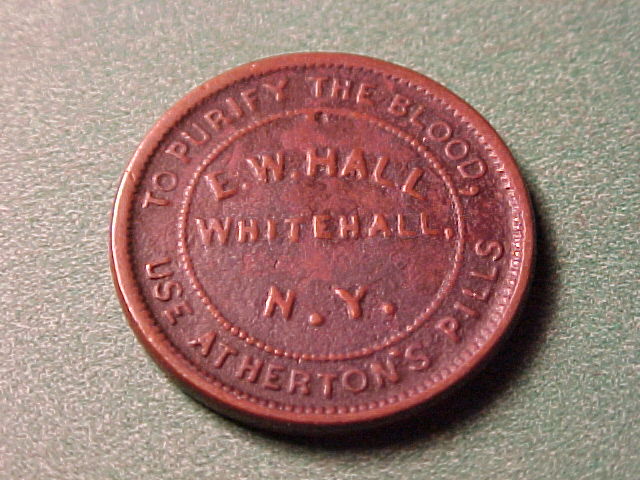 TO PURIFY THE BLOOD,
E.W. HALL
WHITEHALL,
N.Y.
USE ATHERTON'S PILLS